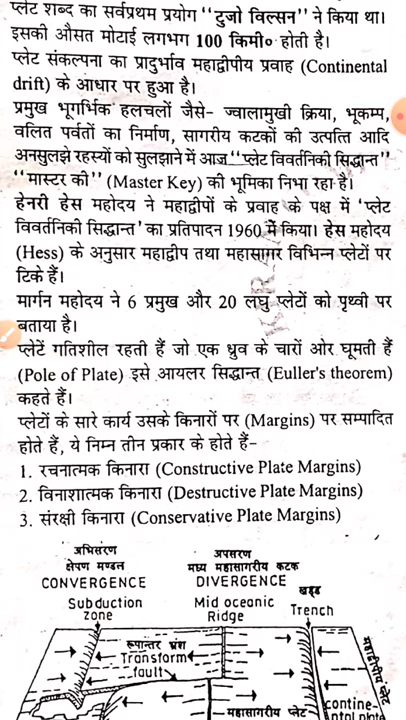 प्लेट शब्द का सर्वप्रथम प्रयोग "टुजो विल्सन" ने किया था।
इसकी औसत मोटाई लगभग 100 किमी० होती है।
प्लेट संकल्पना का प्रादुर्भाव महाद्वीपीय प्रवाह (Continental
drift) के आधार पर हुआ है।
प्रमुख भूगर्भिक हलचलों जैसे- ज्वालामुखी क्रिया, भूकम्प,
वलित पर्वतों का निर्माण, सागरीय कटकों की उत्पत्ति आदि
अनसुलझे रहस्यों को सुलझाने में आज "प्लेट विवर्तनिकी सिद्धान्त"
"मास्टर की" (Master Key) की भूमिका निभा रहा है।
हेनरी हेस महोदय ने महाद्वीपों के प्रवाह के पक्ष में 'प्लेट
विवर्तनिकी सिद्धान्त' का प्रतिपादन 1960 में किया। हेस महोदय
(Hess) के अनुसार महाद्वीप तथा महासागर विभिन्न प्लेटों पर
टिके हैं।
मार्गन महोदय ने 6 प्रमुख और 20 लघु प्लेटों को पृथ्वी पर
बताया है।
प्लेटें गतिशील रहती हैं जो एक ध्रुव के चारों ओर घूमती हैं
(Pole of Plate) इसे आयलर सिद्धान्त (Euller's theorem)
कहते हैं।
प्लेटों के सारे कार्य उसके किनारों पर (Margins) पर सम्पादित
होते हैं, ये निम्न तीन प्रकार के होते हैं-
1. रचनात्मक किनारा (Constructive Plate Margins)
2. विनाशात्मक किनारा (Destructive Plate Margins)
3. संरक्षी किनारा (Conservative Plate Margins)
अभिसरण अपसरण
क्षेपण मण्डल मध्य महासागरीय कटक
CONVERGENCE DIVERGENCE खड्ड
Subduction Mid oceanic Trench
zone Ridge
रूपान्तर भ्रंश
Transform
fault
महाद्वीपीय प्लेट
महासागरीय प्लेट
contine-
ntal plate